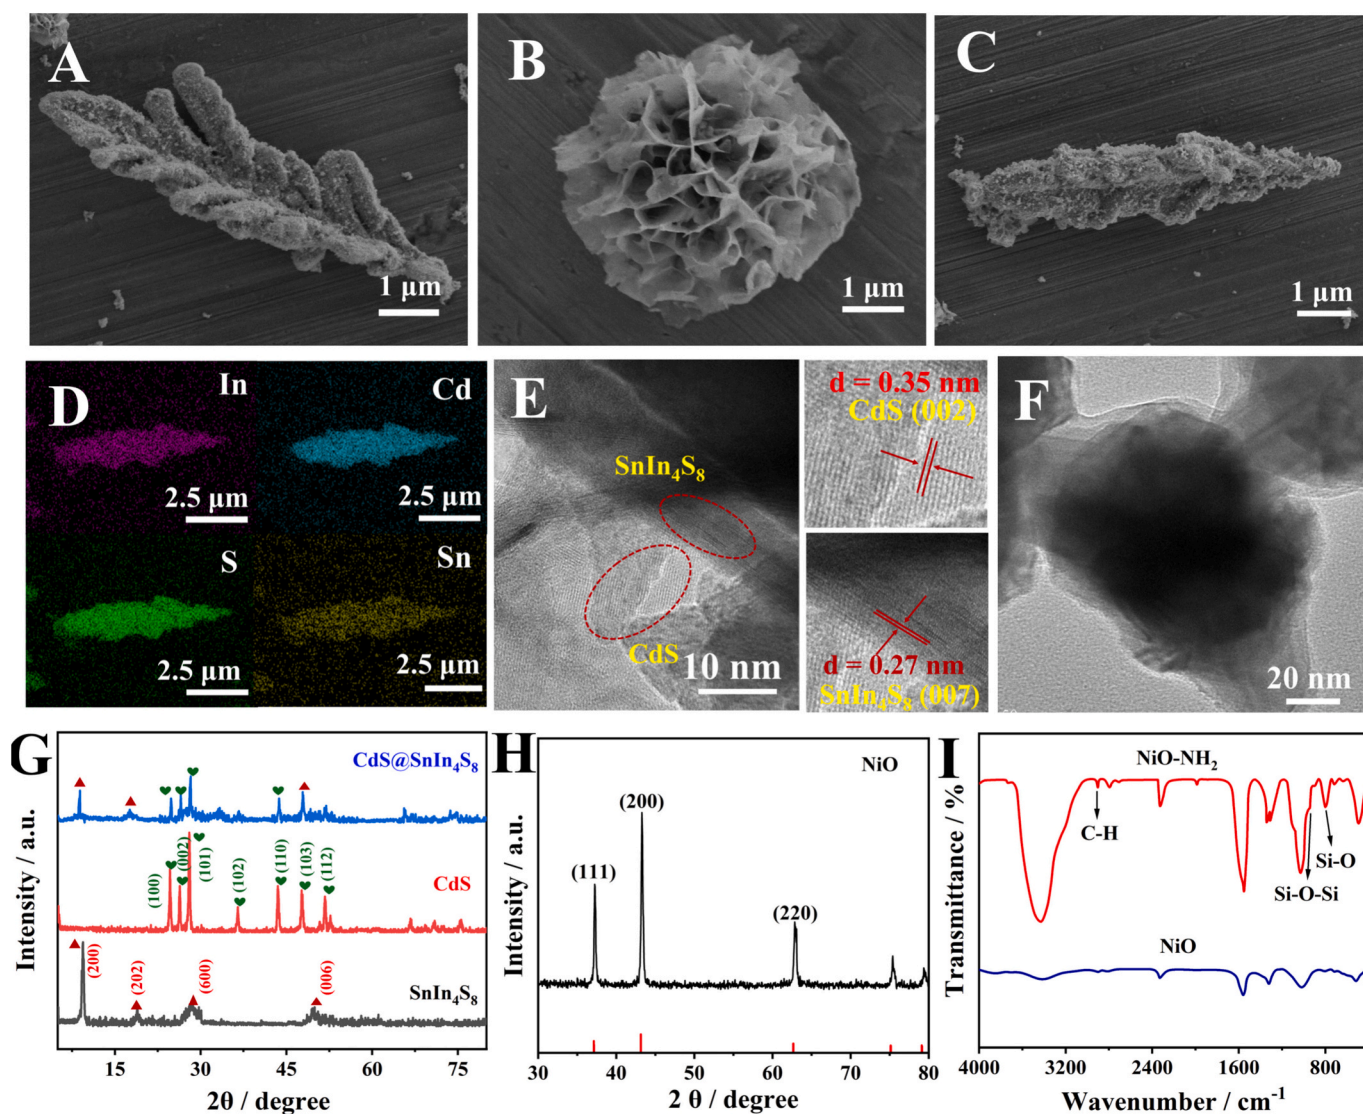 A
1 μm
B
1 μm
C
1 μm
D
In
2.5 μm
Cd
2.5 μm
S
2.5 μm
Sn
2.5 μm
E
SnIn₄S₈
CdS
10 nm
d = 0.35 nm
CdS (002)
d = 0.27 nm
SnIn₄S₈ (007)
F
20 nm
G
CdS@SnIn₄S₈
(100)
(002)
(101)
(102)
(110)
(103)
(112)
CdS
(200)
(202)
(600)
(006)
SnIn₄S₈
Intensity / a.u.
15 30 45 60 75
2θ / degree
H
NiO
(111)
(200)
(220)
Intensity / a.u.
30 40 50 60 70 80
2 θ / degree
I
NiO-NH₂
C-H
Si-O
Si-O-Si
NiO
Transmittance / %
4000 3200 2400 1600 800
Wavenumber / cm⁻¹